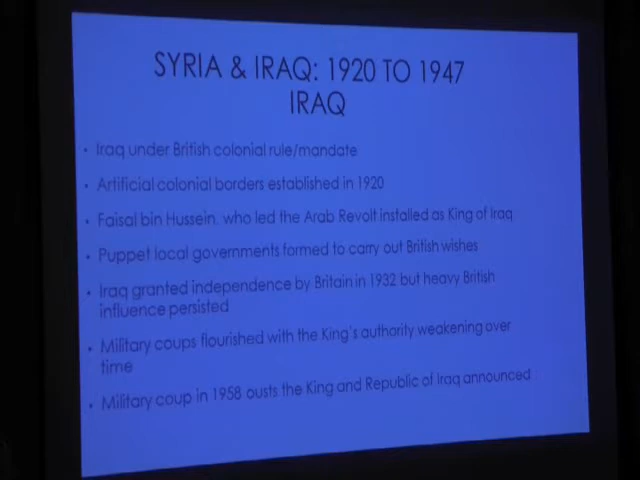 SYRIA & IRAQ: 1920 TO 1947
IRAQ
• Iraq under British colonial rule/mandate
• Artificial colonial borders established in 1920
• Faisal bin Hussein, who led the Arab Revolt installed as King of Iraq
• Puppet local governments formed to carry out British wishes
• Iraq granted independence by Britain in 1932 but heavy British
influence persisted
• Military coups flourished with the King's authority weakening over
time
• Military coup in 1958 ousts the King and Republic of Iraq announced